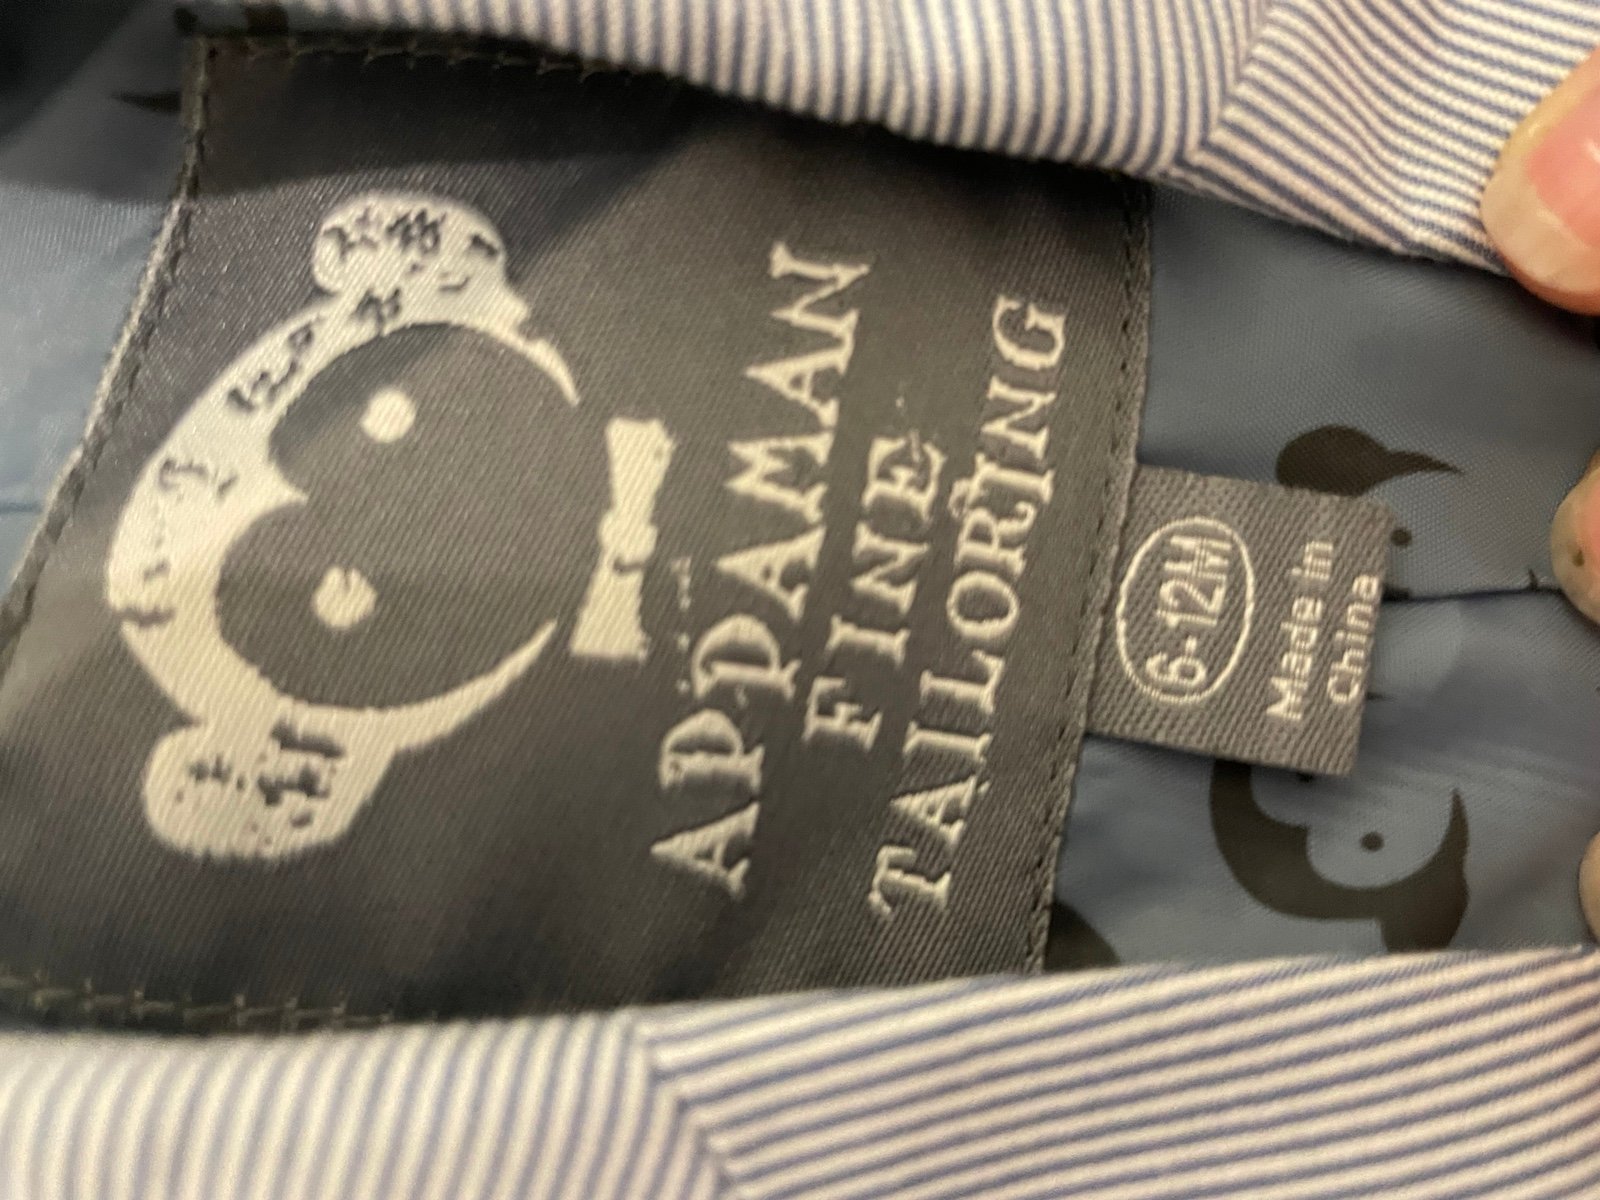 APPAMAN
FINE
TAILORING
6-12M
Made in
China